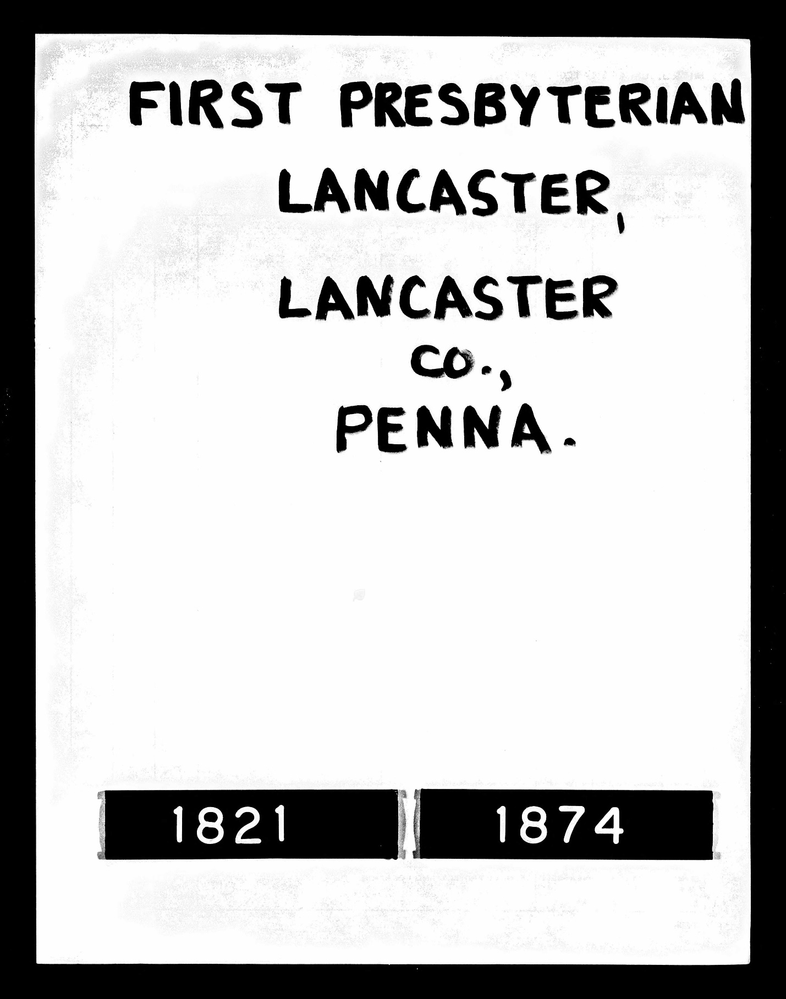 FIRST PRESBYTERIAN
LANCASTER,
LANCASTER
CO.,
PENNA.
1821 1874